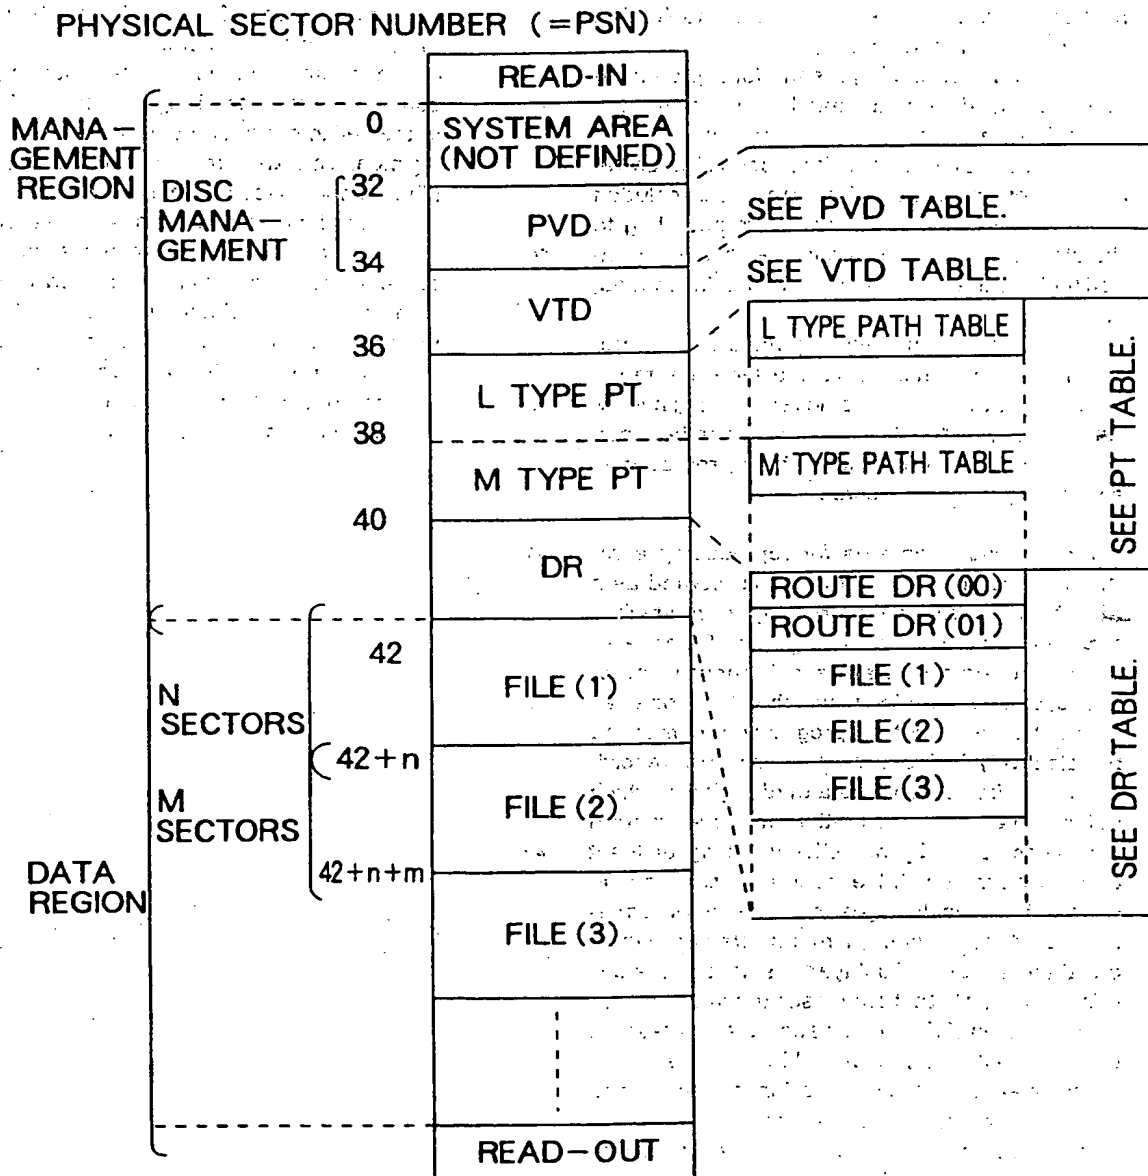 PHYSICAL SECTOR NUMBER (=PSN)
READ-IN
MANA-
GEMENT
REGION
0
SYSTEM AREA
(NOT DEFINED)
DISC
MANA-
GEMENT
32
PVD
SEE PVD TABLE.
34
VTD
SEE VTD TABLE.
36
L TYPE PT
L TYPE PATH TABLE
38
M TYPE PT
M TYPE PATH TABLE
SEE PT TABLE.
40
DR
ROUTE DR(00)
ROUTE DR(01)
FILE(1)
FILE(2)
FILE(3)
SEE DR TABLE.
42
N
SECTORS
FILE(1)
42+n
M
SECTORS
FILE(2)
42+n+m
DATA
REGION
FILE(3)
READ-OUT